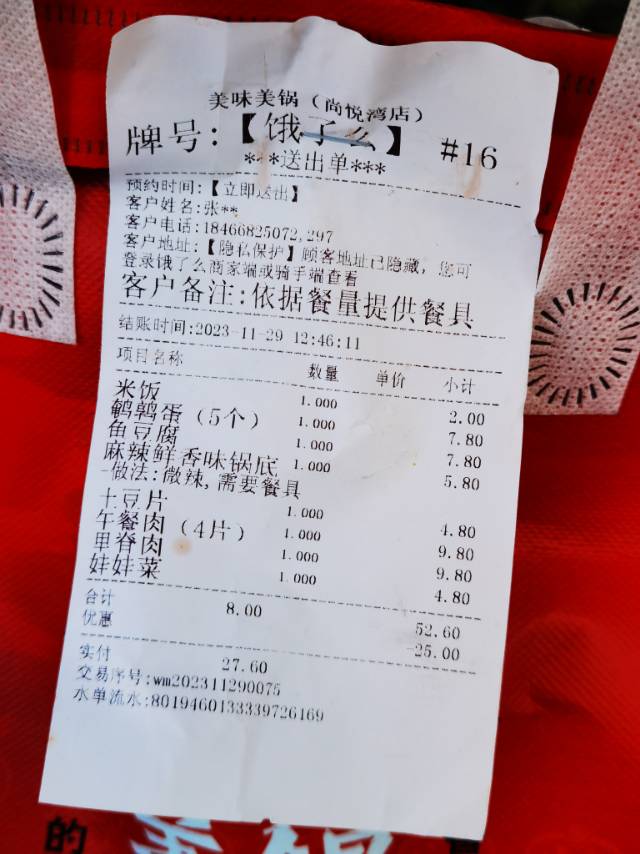 美味美锅（尚悦湾店）
牌号:【饿了么】 #16
***送出单***
预约时间:【立即送出】
客户姓名:张**
客户电话:18466825072,297
客户地址:【隐私保护】顾客地址已隐藏，您可
登录饿了么商家端或骑手端查看
客户备注:依据餐量提供餐具
结账时间:2023-11-29 12:46:11
项目名称 数量 单价 小计
米饭 1.000 2.00
鹌鹑蛋（5个） 1.000 7.80
鱼豆腐 1.000 7.80
麻辣鲜香味锅底 1.000 5.80
-做法:微辣,需要餐具
土豆片 1.000 4.80
午餐肉（4片） 1.000 9.80
里脊肉 1.000 9.80
娃娃菜 1.000 4.80
合计 8.00 52.60
优惠 -25.00
实付 27.60
交易序号:wm202311290075
水单流水:8019460133339726169
的